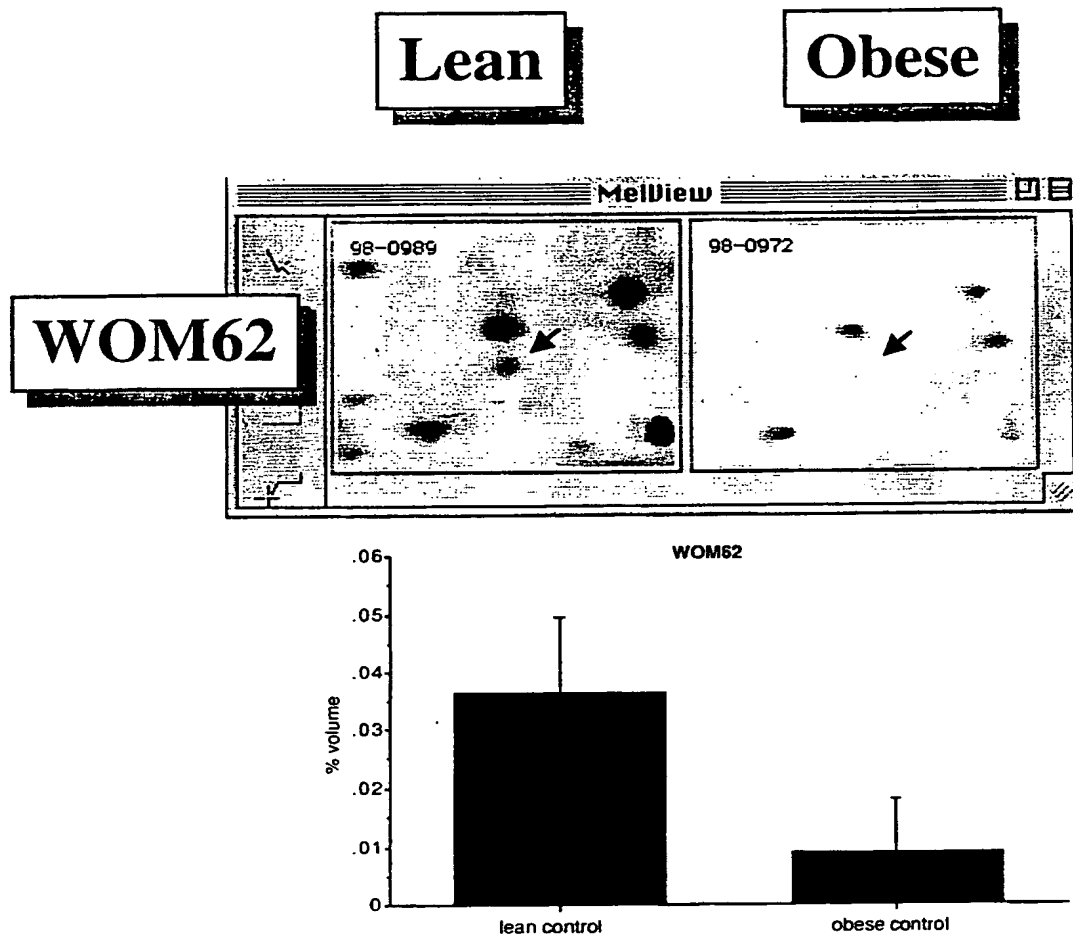 Lean
Obese
MelView
98-0989
98-0972
WOM62
WOM62
.06
.05
.04
.03
.02
.01
0
% volume
lean control
obese control